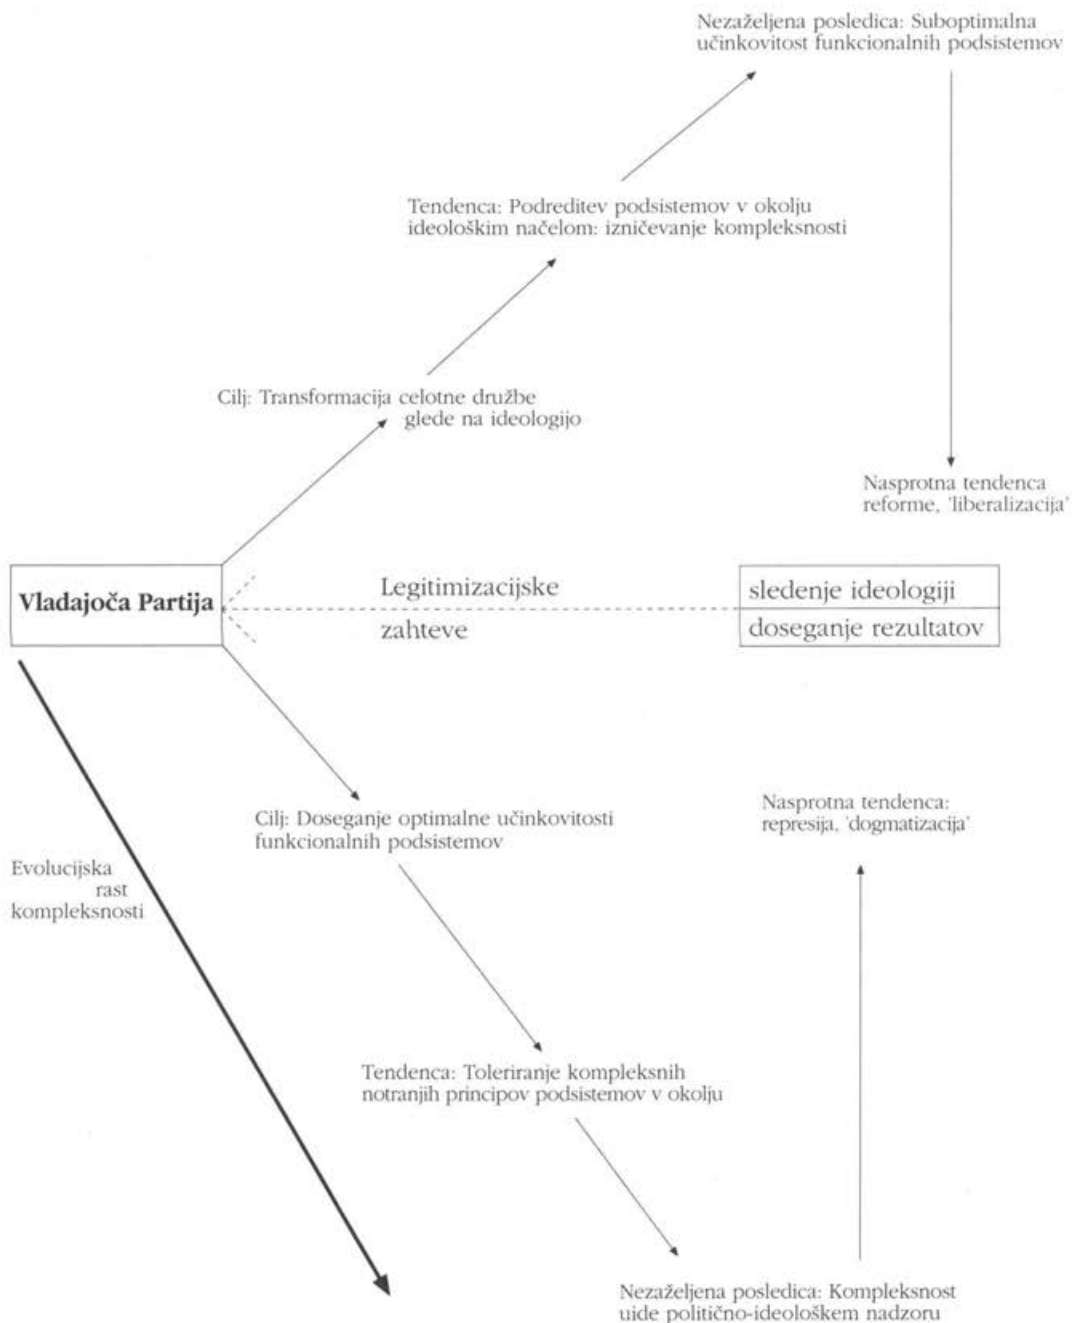 Nezaželjena posledica: Suboptimalna
učinkovitost funkcionalnih podsistemov
Tendenca: Podreditev podsistemov v okolju
ideološkim načelom: izničevanje kompleksnosti
Cilj: Transformacija celotne družbe
glede na ideologijo
Nasprotna tendenca
reforme, 'liberalizacija'
Vladajoča Partija
Legitimizacijske
zahteve
sledenje ideologiji
doseganje rezultatov
Cilj: Doseganje optimalne učinkovitosti
funkcionalnih podsistemov
Nasprotna tendenca:
represija, 'dogmatizacija'
Evolucijska
rast
kompleksnosti
Tendenca: Toleriranje kompleksnih
notranjih principov podsistemov v okolju
Nezaželjena posledica: Kompleksnost
uide politično-ideološkem nadzoru